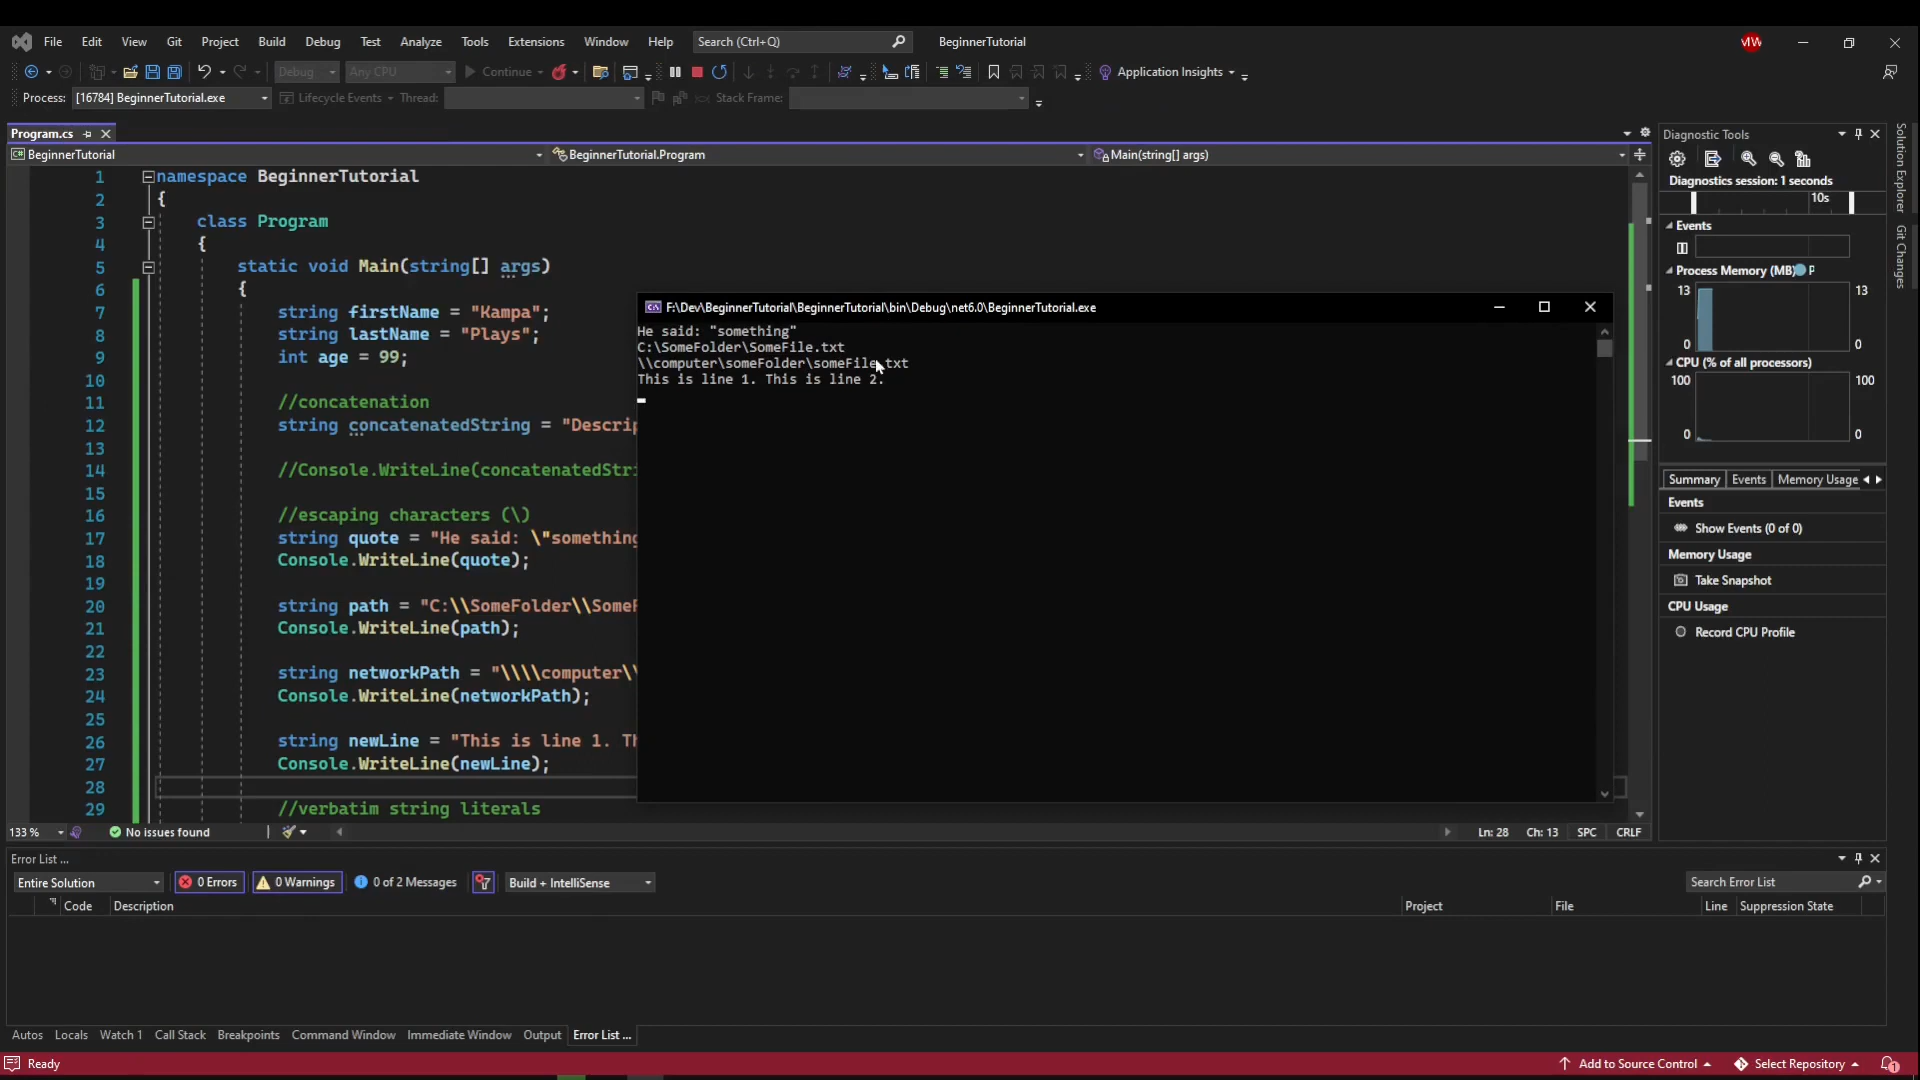 File Edit View Git Project Build Debug Test Analyze Tools Extensions Window Help Search (Ctrl+Q) BeginnerTutorial MW
Debug Any CPU Continue Application Insights
Process: [16784] BeginnerTutorial.exe Lifecycle Events Thread: Stack Frame:
Program.cs
BeginnerTutorial BeginnerTutorial.Program Main(string[] args)
1 namespace BeginnerTutorial
2 {
3 class Program
4 {
5 static void Main(string[] args)
6 {
7 string firstName = "Kampa";
8 string lastName = "Plays";
9 int age = 99;
10
11 //concatenation
12 string concatenatedString = "Descrip
13
14 //Console.WriteLine(concatenatedStri
15
16 //escaping characters (\)
17 string quote = "He said: \"something
18 Console.WriteLine(quote);
19
20 string path = "C:\\SomeFolder\\SomeF
21 Console.WriteLine(path);
22
23 string networkPath = "\\\\computer\\
24 Console.WriteLine(networkPath);
25
26 string newLine = "This is line 1. Th
27 Console.WriteLine(newLine);
28
29 //verbatim string literals
F:\Dev\BeginnerTutorial\BeginnerTutorial\bin\Debug\net6.0\BeginnerTutorial.exe
He said: "something"
C:\SomeFolder\SomeFile.txt
\\computer\someFolder\someFile.txt
This is line 1. This is line 2.
Diagnostic Tools
Diagnostics session: 1 seconds
10s
Events
Process Memory (MB) P
13 13
0 0
CPU (% of all processors)
100 100
0 0
Summary Events Memory Usage
Events
Show Events (0 of 0)
Memory Usage
Take Snapshot
CPU Usage
Record CPU Profile
Solution Explorer
Git Changes
133 % No issues found Ln: 28 Ch: 13 SPC CRLF
Error List ...
Entire Solution 0 Errors 0 Warnings 0 of 2 Messages Build + IntelliSense Search Error List
Code Description Project File Line Suppression State
Autos Locals Watch 1 Call Stack Breakpoints Command Window Immediate Window Output Error List ...
Ready Add to Source Control Select Repository 1